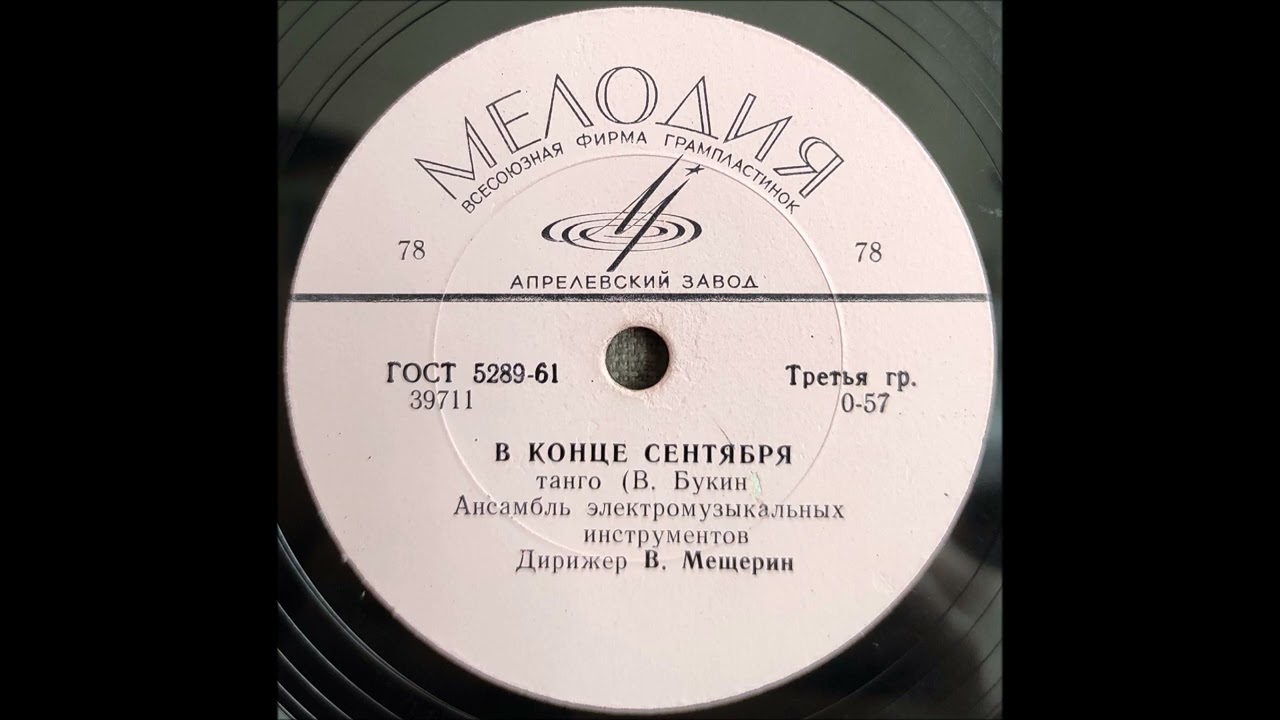 МЕЛОДИЯ
ВСЕСОЮЗНАЯ ФИРМА ГРАМПЛАСТИНОК
78 78
АПРЕЛЕВСКИЙ ЗАВОД
ГОСТ 5289-61 Третья гр.
39711 0-57
В КОНЦЕ СЕНТЯБРЯ
танго (В. Букин)
Ансамбль электромузыкальных
инструментов
Дирижер В. Мещерин